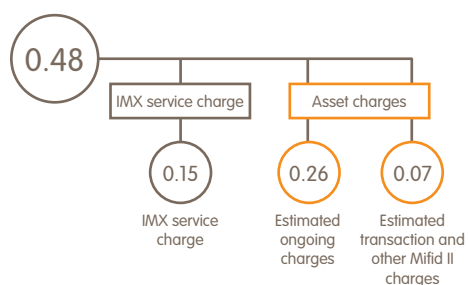 0.48
IMX service charge
Asset charges
0.15
0.26
0.07
IMX service
charge
Estimated
ongoing
charges
Estimated
transaction and
other Mifid II
charges